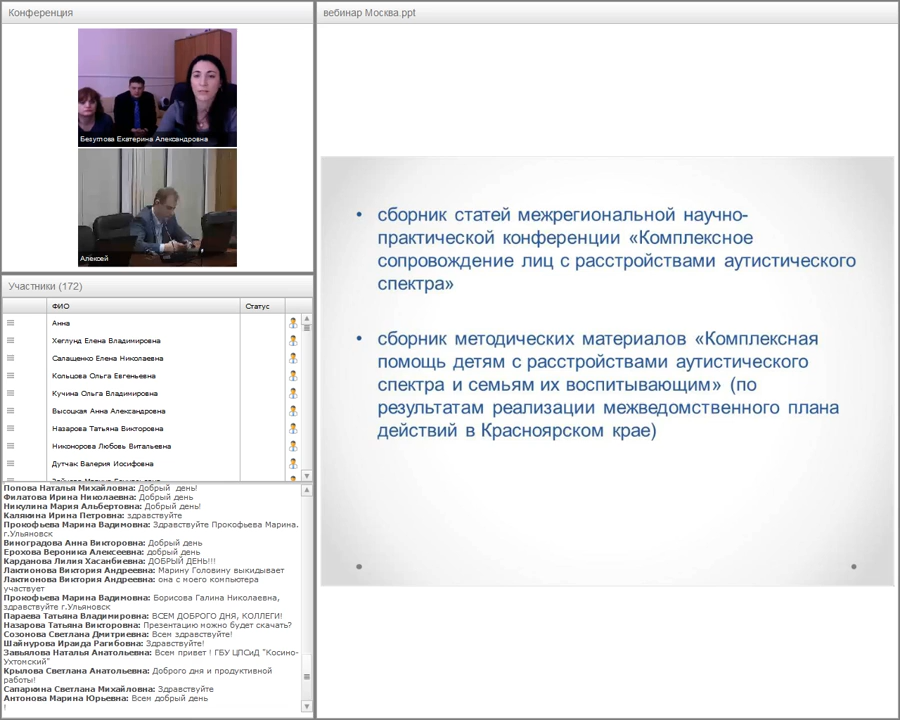 Конференция
Безуглова Екатерина Александровна
Алексей
Участники (172)
ФИО Статус
Анна
Хеглунд Елена Владимировна
Салащенко Елена Николаевна
Кольцова Ольга Евгеньевна
Кучина Ольга Владимировна
Высоцкая Анна Александровна
Назарова Татьяна Викторовна
Никонорова Любовь Витальевна
Дутчак Валерия Иосифовна
Попова Наталья Михайловна: Добрый день!
Филатова Ирина Николаевна: Добрый день
Никулина Мария Альбертовна: Добрый день!
Калякина Ирина Петровна: здравствуйте
Прокофьева Марина Вадимовна: Здравствуйте Прокофьева Марина.
г.Ульяновск
Виноградова Анна Викторовна: Добрый день
Ерохова Вероника Алексеевна: добрый день
Карданова Лилия Хасанбиевна: ДОБРЫЙ ДЕНЬ!!!
Лактионова Виктория Андреевна: Марину Головину выкидывает
Лактионова Виктория Андреевна: она с моего компьютера
участвует
Прокофьева Марина Вадимовна: Борисова Галина Николаевна,
здравствуйте г.Ульяновск
Параева Татьяна Владимировна: ВСЕМ ДОБРОГО ДНЯ, КОЛЛЕГИ!
Назарова Татьяна Викторовна: Презентацию можно будет скачать?
Созонова Светлана Дмитриевна: Всем здравствуйте!
Шайнурова Ираида Рагибовна: Здравствуйте!
Завьялова Наталья Анатольевна: Всем привет ! ГБУ ЦПСиД "Косино-
Ухтомский"
Крылова Светлана Анатольевна: Доброго дня и продуктивной
работы!
Сапаркина Светлана Михайловна: Здравствуйте
Антонова Марина Юрьевна: Всем добрый день
!
вебинар Москва.ppt
• сборник статей межрегиональной научно-
практической конференции «Комплексное
сопровождение лиц с расстройствами аутистического
спектра»
• сборник методических материалов «Комплексная
помощь детям с расстройствами аутистического
спектра и семьям их воспитывающим» (по
результатам реализации межведомственного плана
действий в Красноярском крае)